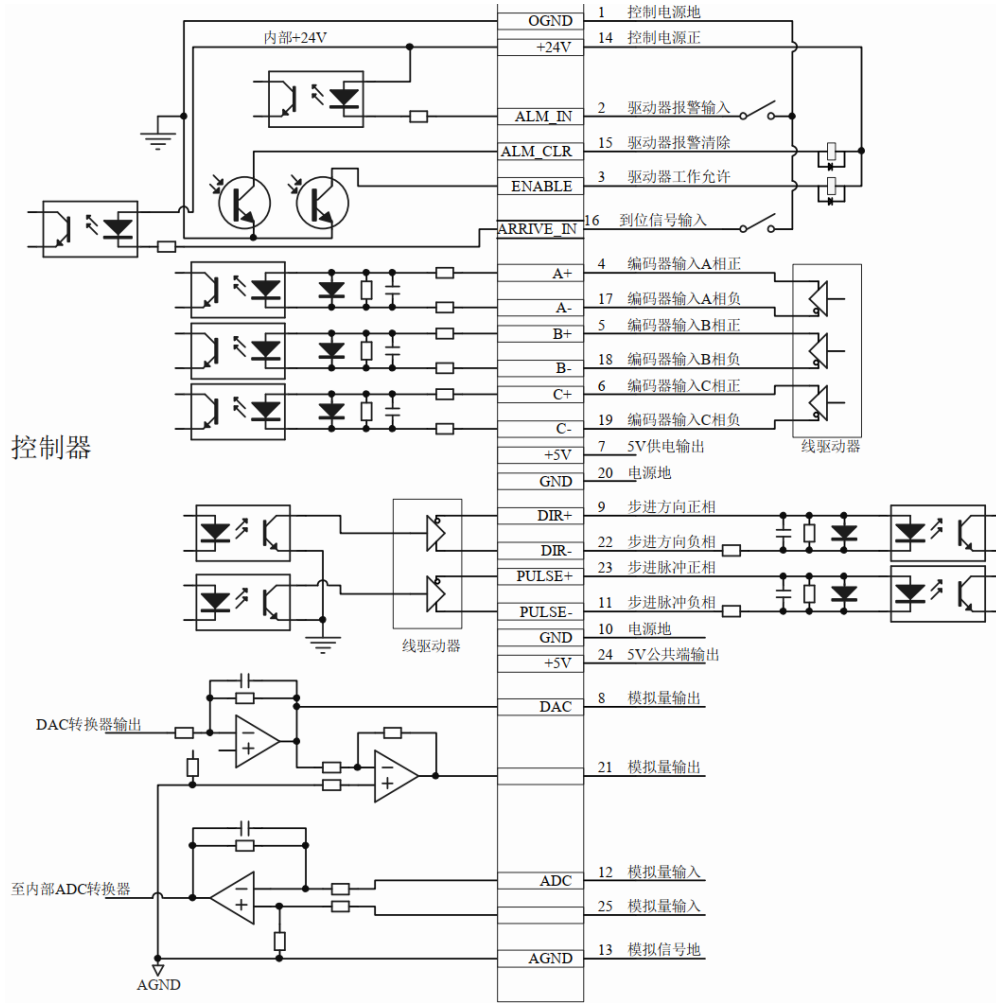 OGND 1 控制电源地
内部+24V +24V 14 控制电源正
ALM_IN 2 驱动器报警输入
ALM_CLR 15 驱动器报警清除
ENABLE 3 驱动器工作允许
ARRIVE_IN 16 到位信号输入
A+ 4 编码器输入A相正
A- 17 编码器输入A相负
B+ 5 编码器输入B相正
B- 18 编码器输入B相负
C+ 6 编码器输入C相正
C- 19 编码器输入C相负
线驱动器
控制器
+5V 7 5V供电输出
GND 20 电源地
DIR+ 9 步进方向正相
DIR- 22 步进方向负相
PULSE+ 23 步进脉冲正相
PULSE- 11 步进脉冲负相
线驱动器
GND 10 电源地
+5V 24 5V公共端输出
DAC 8 模拟量输出
DAC转换器输出
21 模拟量输出
ADC 12 模拟量输入
至内部ADC转换器
25 模拟量输入
AGND 13 模拟信号地
AGND